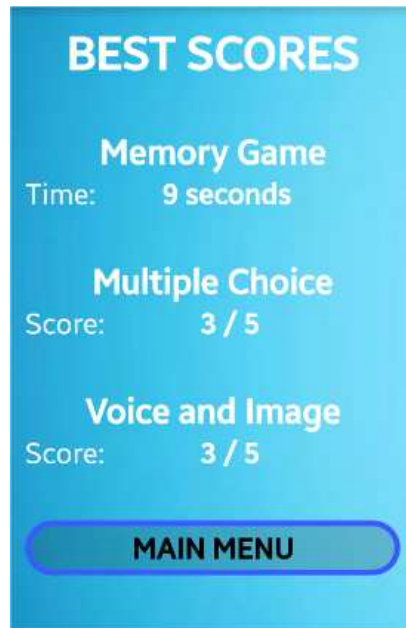 BEST SCORES
Memory Game
Time: 9 seconds
Multiple Choice
Score: 3 / 5
Voice and Image
Score: 3 / 5
MAIN MENU